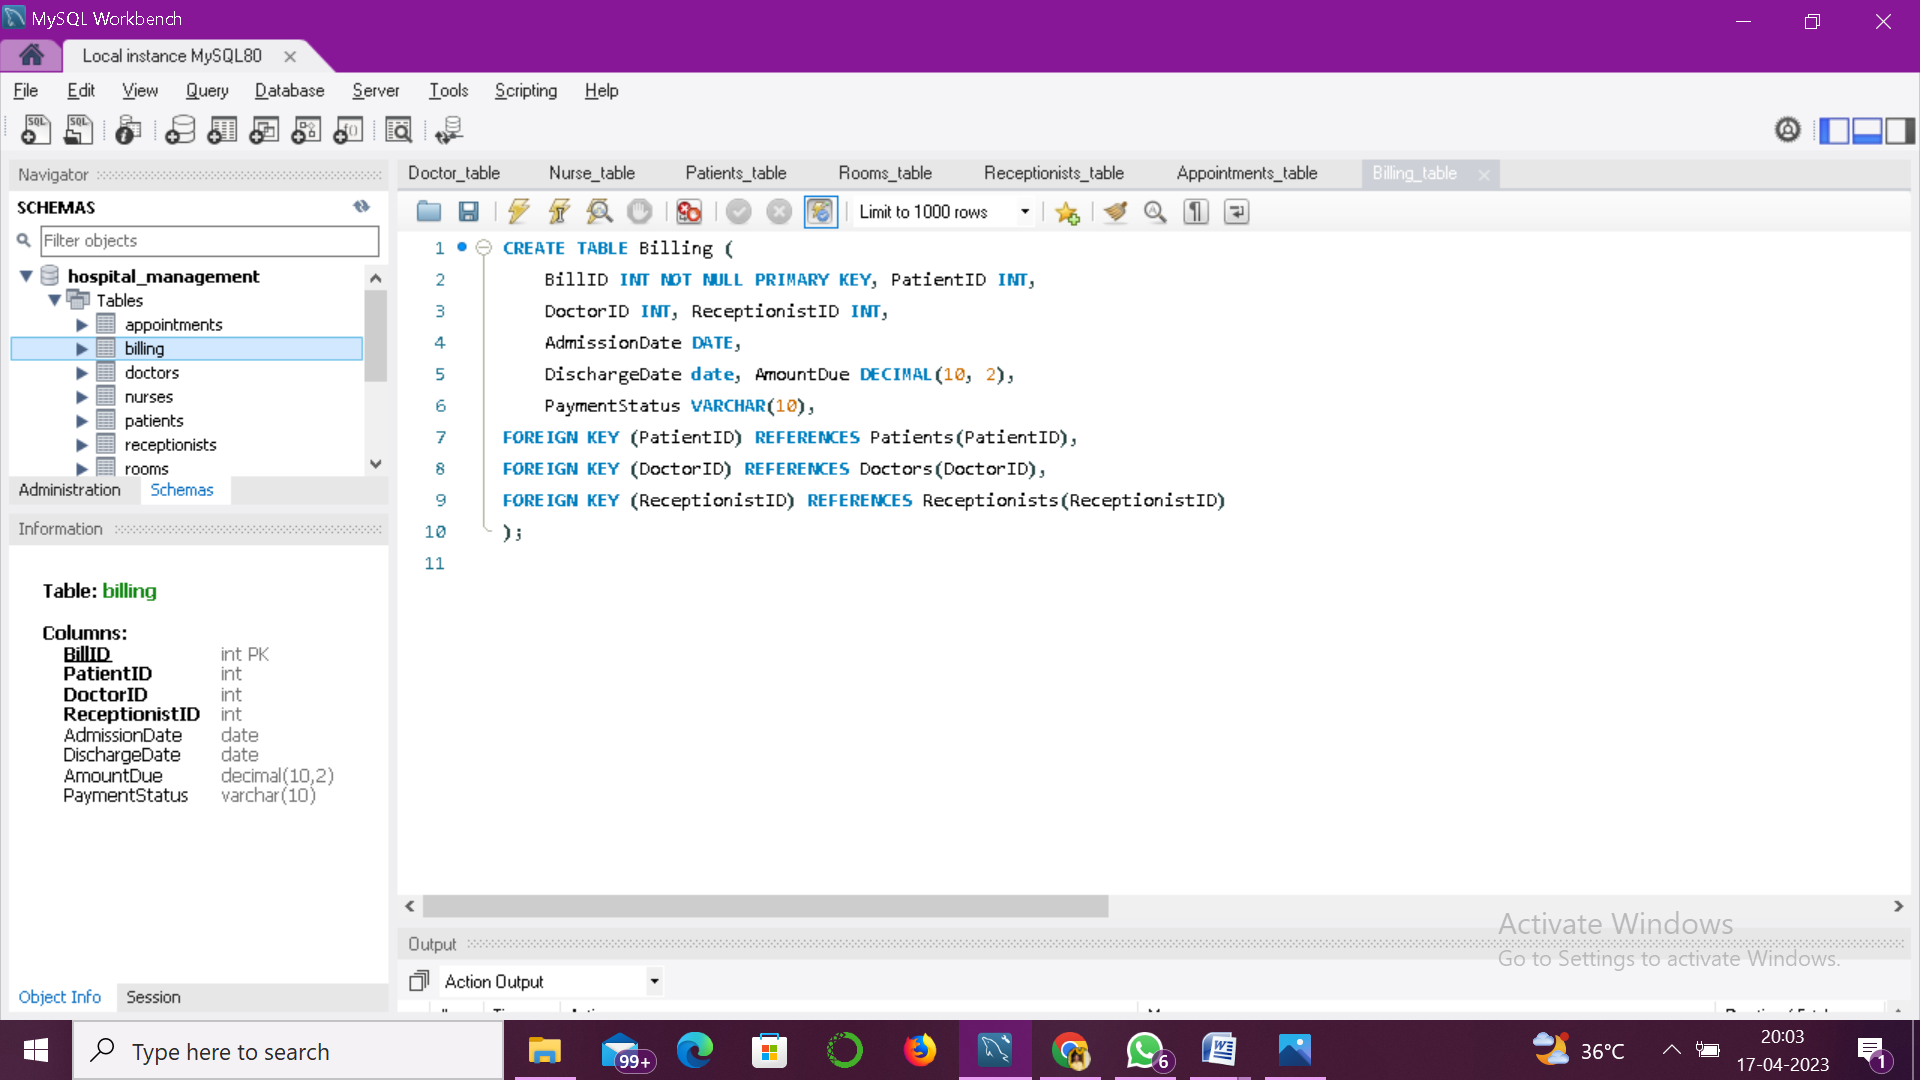 MySQL Workbench
Local instance MySQL80
File Edit View Query Database Server Tools Scripting Help
Navigator
SCHEMAS
Filter objects
hospital_management
Tables
appointments
billing
doctors
nurses
patients
receptionists
rooms
Administration Schemas
Information
Table: billing
Columns:
BillID int PK
PatientID int
DoctorID int
ReceptionistID int
AdmissionDate date
DischargeDate date
AmountDue decimal(10,2)
PaymentStatus varchar(10)
Object Info Session
Doctor_table Nurse_table Patients_table Rooms_table Receptionists_table Appointments_table Billing_table
Limit to 1000 rows
1 CREATE TABLE Billing (
2 BillID INT NOT NULL PRIMARY KEY, PatientID INT,
3 DoctorID INT, ReceptionistID INT,
4 AdmissionDate DATE,
5 DischargeDate date, AmountDue DECIMAL(10, 2),
6 PaymentStatus VARCHAR(10),
7 FOREIGN KEY (PatientID) REFERENCES Patients(PatientID),
8 FOREIGN KEY (DoctorID) REFERENCES Doctors(DoctorID),
9 FOREIGN KEY (ReceptionistID) REFERENCES Receptionists(ReceptionistID)
10 );
11
Output
Action Output
Activate Windows
Go to Settings to activate Windows.
Type here to search
99+
6
36°C
20:03
17-04-2023
1